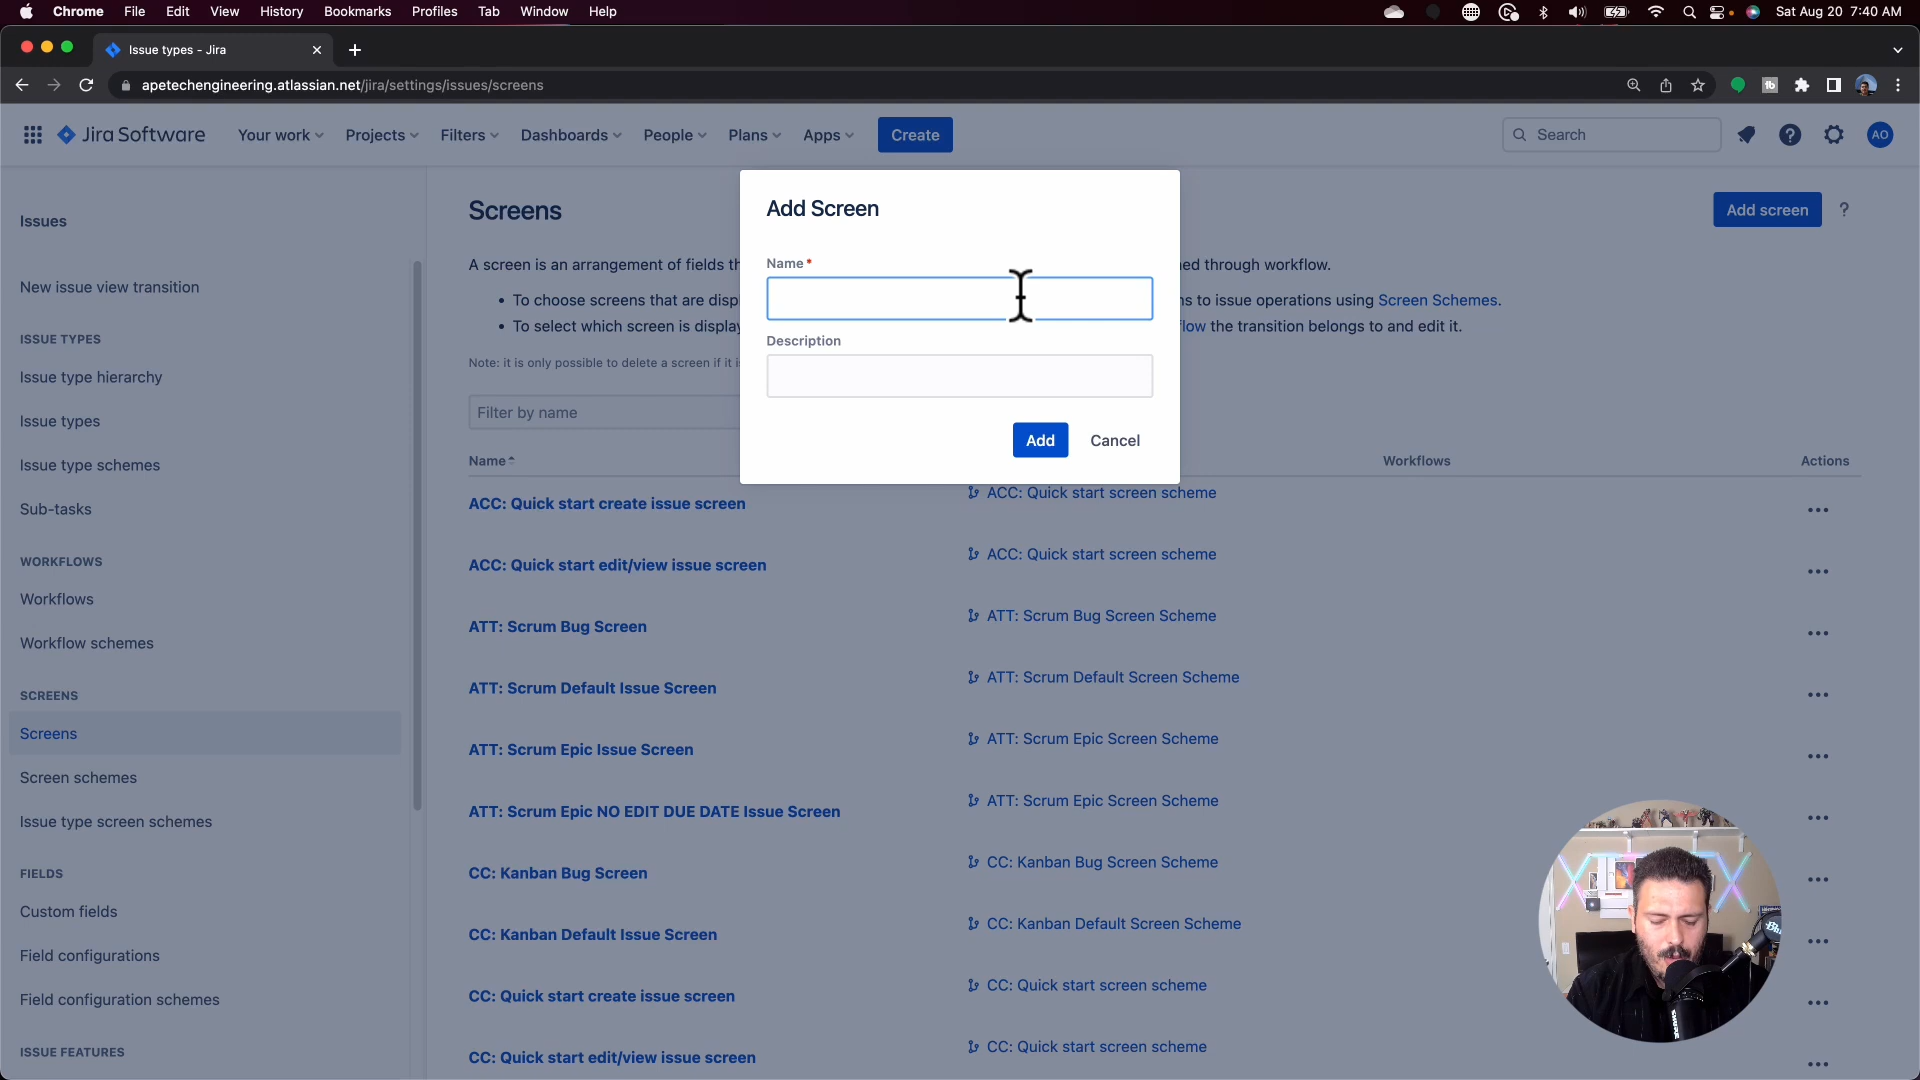 Chrome File Edit View History Bookmarks Profiles Tab Window Help Sat Aug 20 7:40 AM
Issue types - Jira
apetechengineering.atlassian.net/jira/settings/issues/screens
Jira Software Your work Projects Filters Dashboards People Plans Apps Create Search AO
Issues
New issue view transition
ISSUE TYPES
Issue type hierarchy
Issue types
Issue type schemes
Sub-tasks
WORKFLOWS
Workflows
Workflow schemes
SCREENS
Screens
Screen schemes
Issue type screen schemes
FIELDS
Custom fields
Field configurations
Field configuration schemes
ISSUE FEATURES
Screens Add screen ?
A screen is an arrangement of fields th ed through workflow.
• To choose screens that are disp ns to issue operations using Screen Schemes.
• To select which screen is display flow the transition belongs to and edit it.
Note: it is only possible to delete a screen if it i
Filter by name
Add Screen
Name *
Description
Add Cancel
Name Workflows Actions
ACC: Quick start create issue screen ACC: Quick start screen scheme
ACC: Quick start edit/view issue screen ACC: Quick start screen scheme
ATT: Scrum Bug Screen ATT: Scrum Bug Screen Scheme
ATT: Scrum Default Issue Screen ATT: Scrum Default Screen Scheme
ATT: Scrum Epic Issue Screen ATT: Scrum Epic Screen Scheme
ATT: Scrum Epic NO EDIT DUE DATE Issue Screen ATT: Scrum Epic Screen Scheme
CC: Kanban Bug Screen CC: Kanban Bug Screen Scheme
CC: Kanban Default Issue Screen CC: Kanban Default Screen Scheme
CC: Quick start create issue screen CC: Quick start screen scheme
CC: Quick start edit/view issue screen CC: Quick start screen scheme